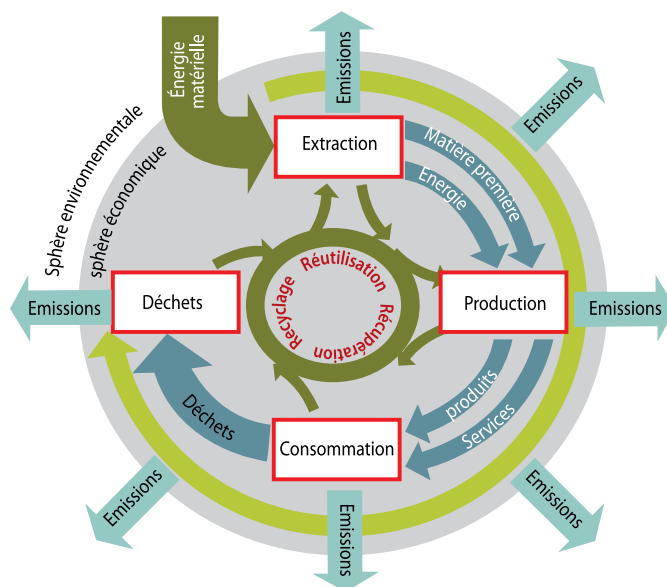 Énergie
matérielle
Emissions
Emissions
Sphère environnementale
sphère économique
Extraction
Matière première
Energie
Réutilisation
Récupération
Recyclage
Emissions
Déchets
Production
Emissions
Déchets
produits
Services
Consommation
Emissions
Emissions
Emissions